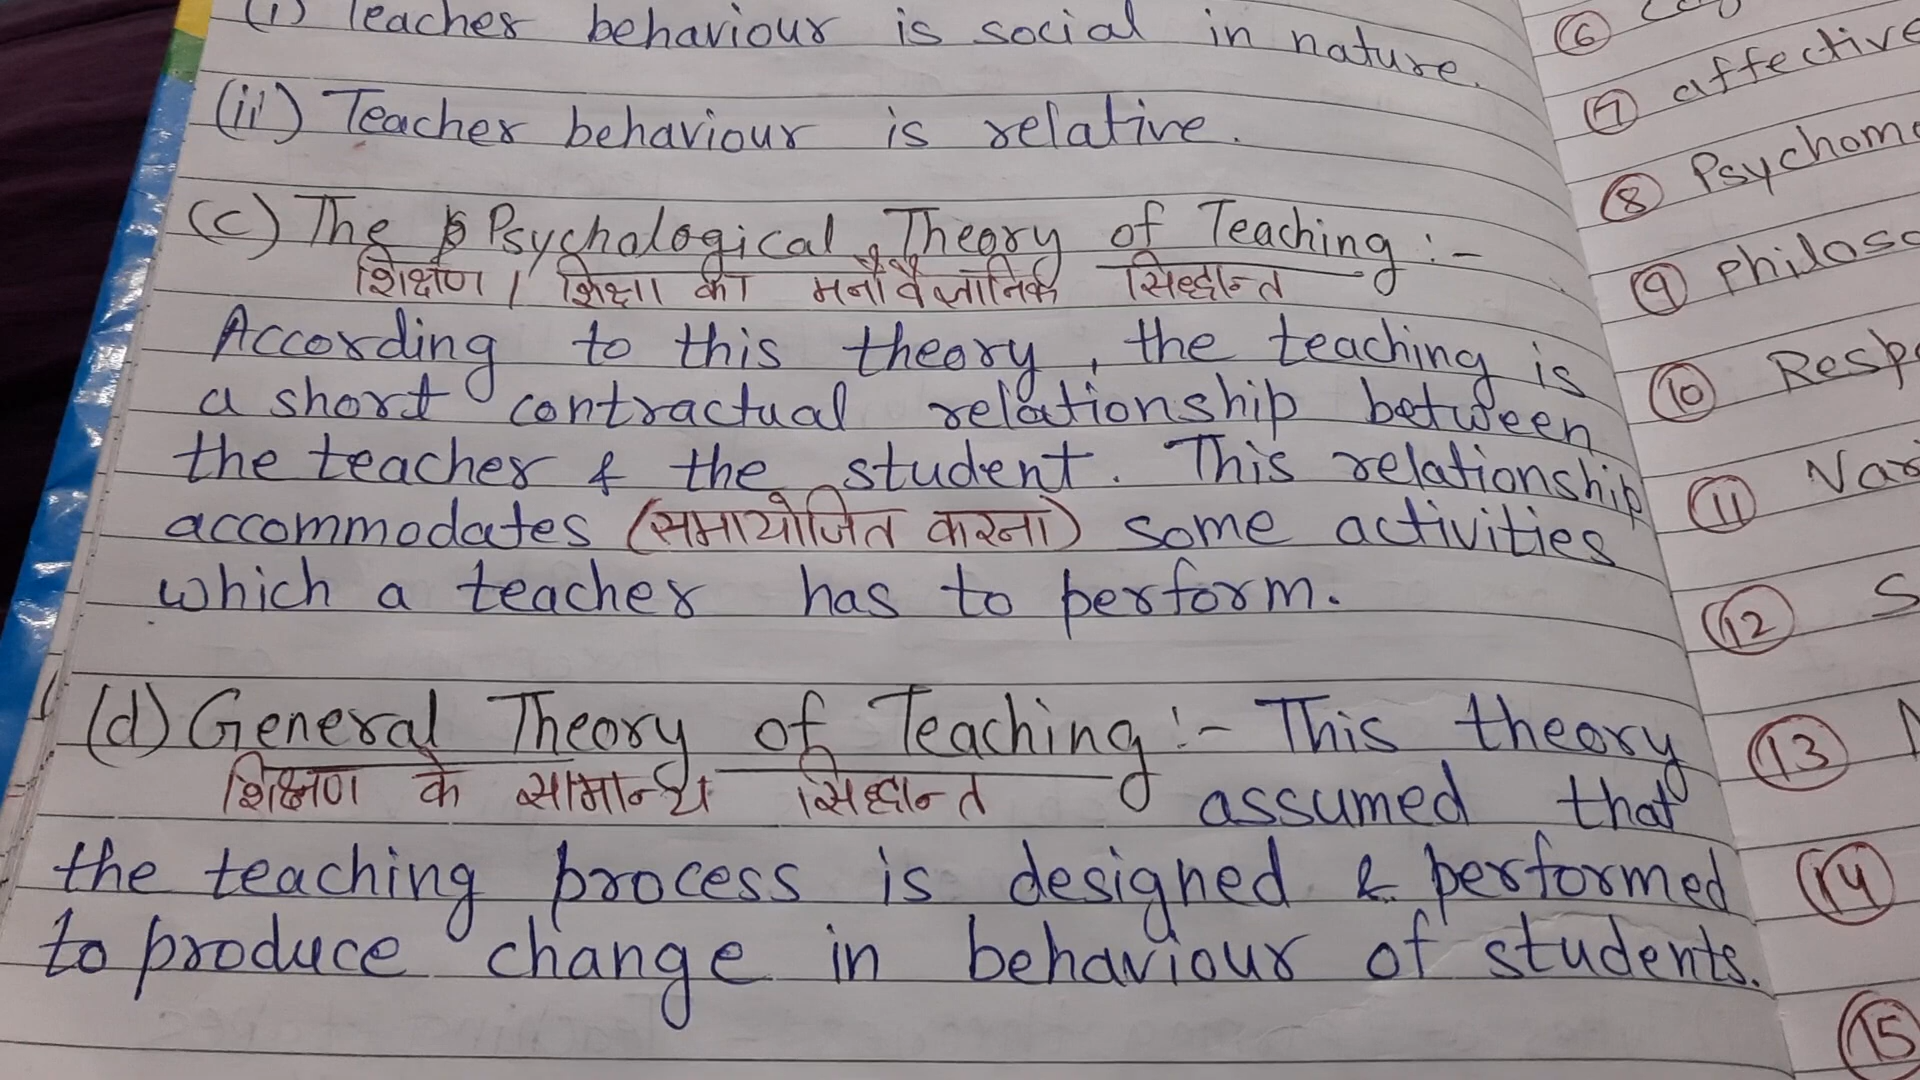 (i) Teacher behaviour is social in nature.
(ii) Teacher behaviour is relative.
(c) The Psychological Theory of Teaching :-
शिक्षण / शिक्षा का मनोवैज्ञानिक सिद्धान्त
According to this theory, the teaching is
a short contractual relationship between
the teacher & the student. This relationship
accommodates (समायोजित करना) some activities
which a teacher has to perform.
(d) General Theory of Teaching :- This theory
शिक्षण के सामान्य सिद्धान्त assumed that
the teaching process is designed & performed
to produce change in behaviour of students.
6
7 affective
8 Psychom
9 Philoso
10 Resp
11 Var
12 S
13
14
15